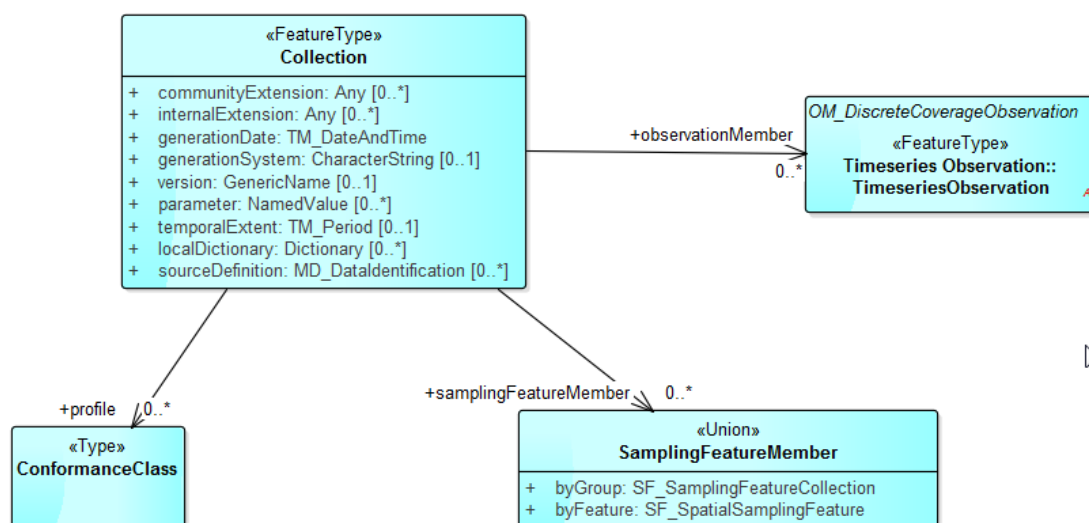 «FeatureType»
Collection
+ communityExtension: Any [0..*]
+ internalExtension: Any [0..*]
+ generationDate: TM_DateAndTime
+ generationSystem: CharacterString [0..1]
+ version: GenericName [0..1]
+ parameter: NamedValue [0..*]
+ temporalExtent: TM_Period [0..1]
+ localDictionary: Dictionary [0..*]
+ sourceDefinition: MD_DataIdentification [0..*]
+observationMember
0..*
OM_DiscreteCoverageObservation
«FeatureType»
Timeseries Observation::
TimeseriesObservation
+profile 0..*
+samplingFeatureMember 0..*
«Type»
ConformanceClass
«Union»
SamplingFeatureMember
+ byGroup: SF_SamplingFeatureCollection
+ byFeature: SF_SpatialSamplingFeature